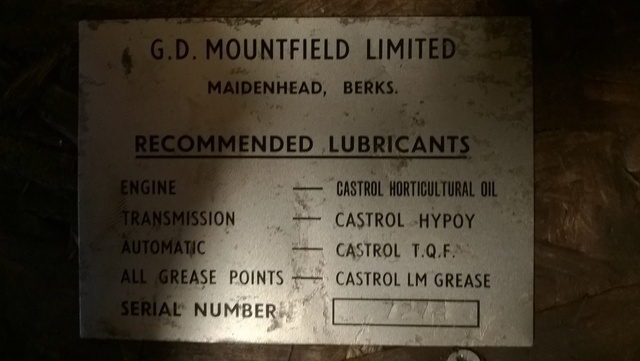 G.D. MOUNTFIELD LIMITED
MAIDENHEAD, BERKS.
RECOMMENDED LUBRICANTS
ENGINE — CASTROL HORTICULTURAL OIL
TRANSMISSION — CASTROL HYPOY
AUTOMATIC — CASTROL T.Q.F.
ALL GREASE POINTS — CASTROL LM GREASE
SERIAL NUMBER